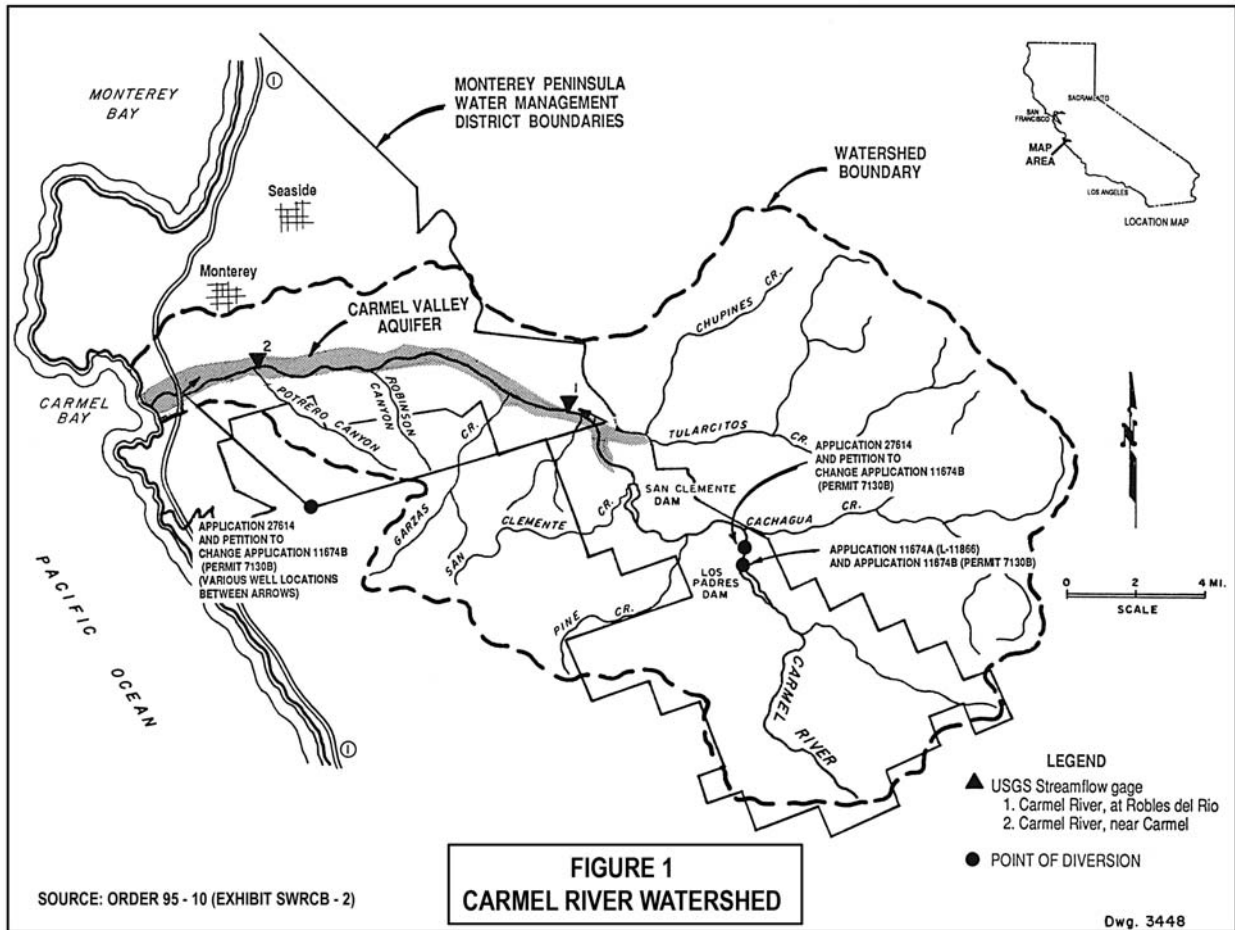 MONTEREY
BAY
1
MONTEREY PENINSULA
WATER MANAGEMENT
DISTRICT BOUNDARIES
WATERSHED
BOUNDARY
SACRAMENTO
SAN
FRANCISCO
MAP
AREA
LOS ANGELES
LOCATION MAP
Seaside
Monterey
CARMEL VALLEY
AQUIFER
CHUPINES CR.
2
1
CARMEL
BAY
POTRERO CANYON
ROBINSON
CANYON
GARZAS CR.
TULARCITOS CR.
APPLICATION 27614
AND PETITION TO
CHANGE APPLICATION 11674B
(PERMIT 7130B)
SAN CLEMENTE
DAM
SAN CLEMENTE CR.
CACHAGUA CR.
APPLICATION 11674A (L-11866)
AND APPLICATION 11674B (PERMIT 7130B)
LOS
PADRES
DAM
APPLICATION 27614
AND PETITION TO
CHANGE APPLICATION 11674B
(PERMIT 7130B)
(VARIOUS WELL LOCATIONS
BETWEEN ARROWS)
PACIFIC OCEAN
PINE CR.
CARMEL RIVER
N
0 2 4 MI.
SCALE
1
LEGEND
USGS Streamflow gage
1. Carmel River, at Robles del Rio
2. Carmel River, near Carmel
POINT OF DIVERSION
FIGURE 1
CARMEL RIVER WATERSHED
SOURCE: ORDER 95 - 10 (EXHIBIT SWRCB - 2)
Dwg. 3448